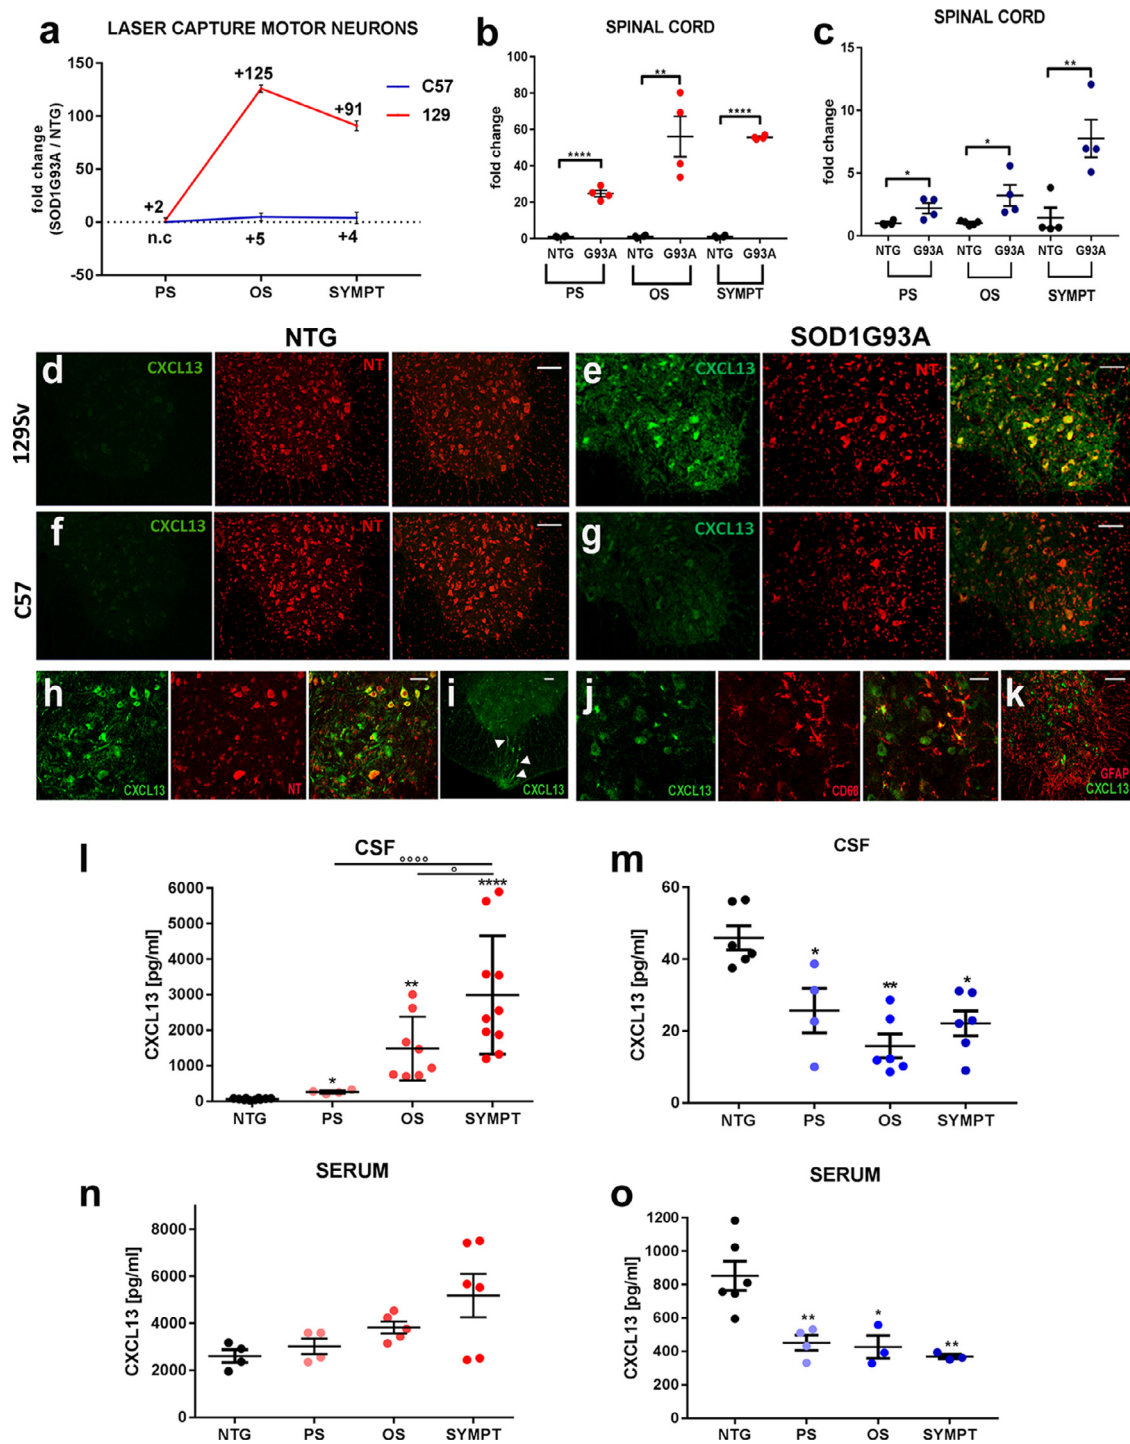 a
LASER CAPTURE MOTOR NEURONS
fold change
(SOD1G93A / NTG)
150
100
50
0
-50
+125
+91
+2
n.c
+5
+4
C57
129
PS
OS
SYMPT
b
SPINAL CORD
fold change
100
80
60
40
20
0
****
**
****
NTG G93A NTG G93A NTG G93A
PS
OS
SYMPT
c
SPINAL CORD
fold change
15
10
5
0
*
*
**
NTG G93A NTG G93A NTG G93A
PS
OS
SYMPT
NTG
SOD1G93A
129Sv
d
CXCL13
NT
e
CXCL13
NT
C57
f
CXCL13
NT
g
CXCL13
NT
h
CXCL13
NT
i
CXCL13
j
CXCL13
CD68
k
GFAP
CXCL13
l
CSF
CXCL13 [pg/ml]
6000
5000
4000
3000
2000
1000
0
°°°°
°
*
**
****
NTG
PS
OS
SYMPT
m
CSF
CXCL13 [pg/ml]
60
40
20
0
*
**
*
NTG
PS
OS
SYMPT
n
SERUM
CXCL13 [pg/ml]
8000
6000
4000
2000
0
NTG
PS
OS
SYMPT
o
SERUM
CXCL13 [pg/ml]
1200
1000
800
600
400
200
0
**
*
**
NTG
PS
OS
SYMPT